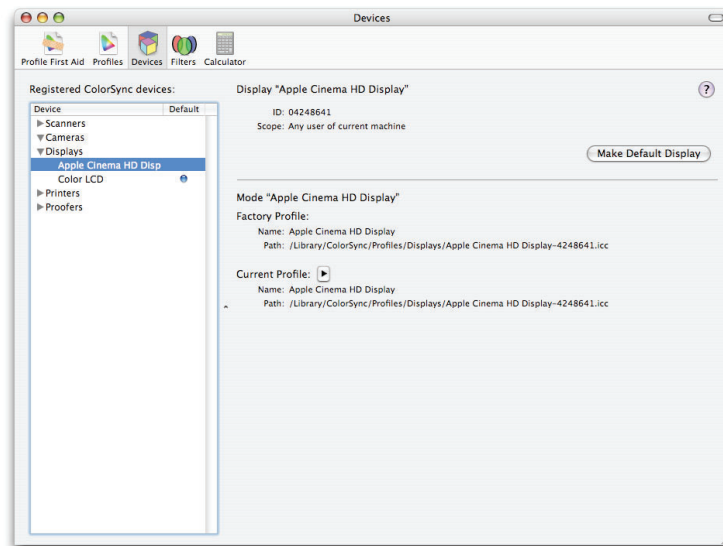 Devices
Profile First Aid Profiles Devices Filters Calculator
Registered ColorSync devices:
Device Default
Scanners
Cameras
Displays
Apple Cinema HD Disp
Color LCD
Printers
Proofers
Display “Apple Cinema HD Display”
?
ID: 04248641
Scope: Any user of current machine
Make Default Display
Mode “Apple Cinema HD Display”
Factory Profile:
Name: Apple Cinema HD Display
Path: /Library/ColorSync/Profiles/Displays/Apple Cinema HD Display-4248641.icc
Current Profile:
Name: Apple Cinema HD Display
Path: /Library/ColorSync/Profiles/Displays/Apple Cinema HD Display-4248641.icc